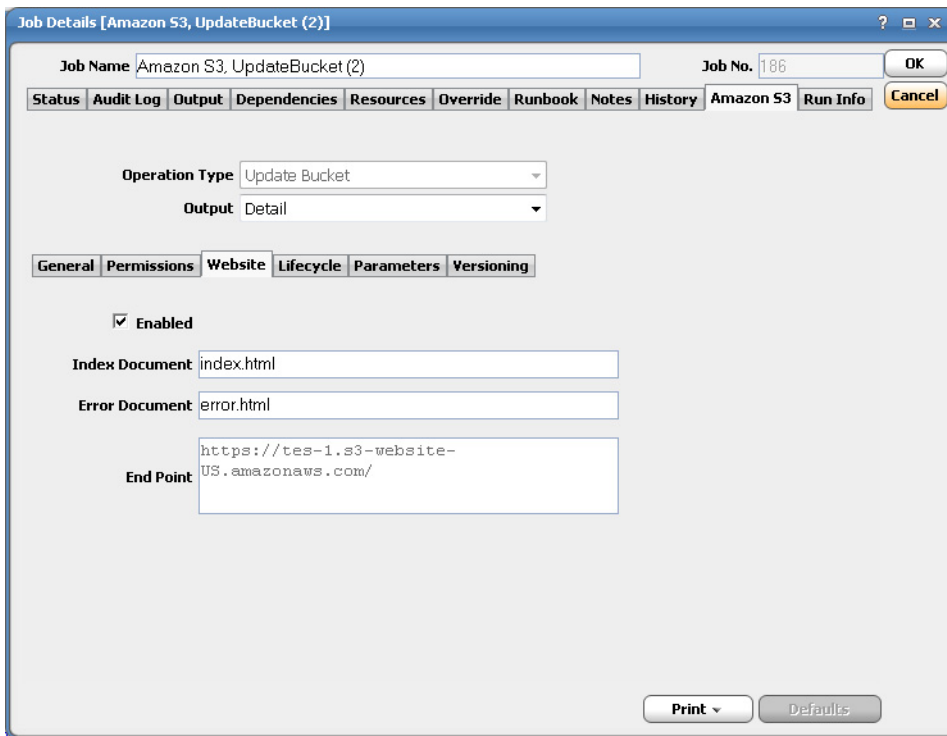 Job Details [Amazon S3, UpdateBucket (2)] ?
Job Name Amazon S3, UpdateBucket (2) Job No. 186 OK
Status Audit Log Output Dependencies Resources Override Runbook Notes History Amazon S3 Run Info Cancel
Operation Type Update Bucket
Output Detail
General Permissions Website Lifecycle Parameters Versioning
Enabled
Index Document index.html
Error Document error.html
End Point https://tes-1.s3-website-
US.amazonaws.com/
Print Defaults